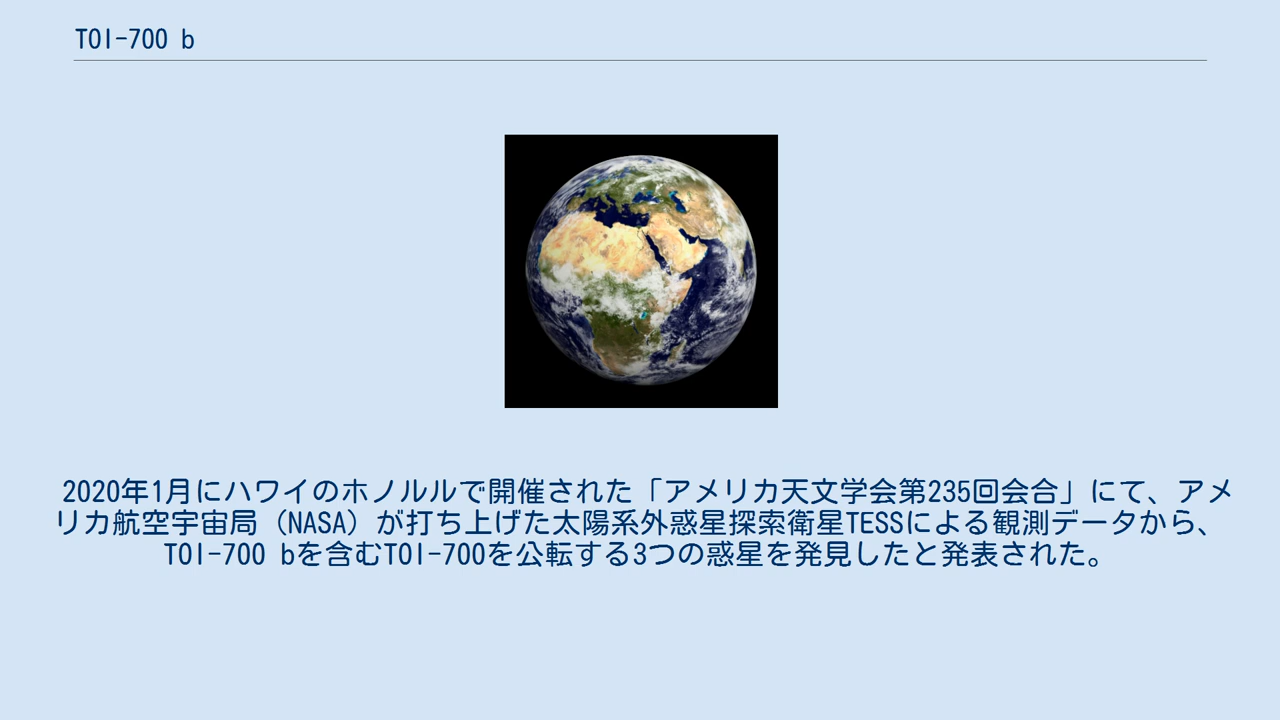 TOI-700 b
2020年1月にハワイのホノルルで開催された「アメリカ天文学会第235回会合」にて、アメ
リカ航空宇宙局（NASA）が打ち上げた太陽系外惑星探索衛星TESSによる観測データから、
TOI-700 bを含むTOI-700を公転する3つの惑星を発見したと発表された。